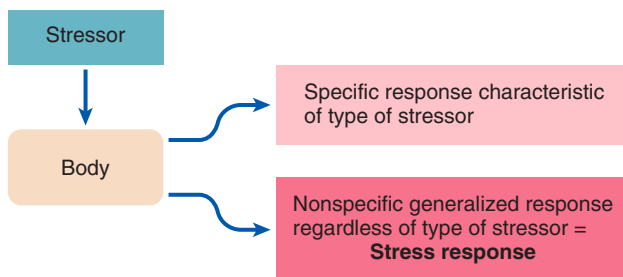 Stressor
Specific response characteristic
of type of stressor
Body
Nonspecific generalized response
regardless of type of stressor =
Stress response